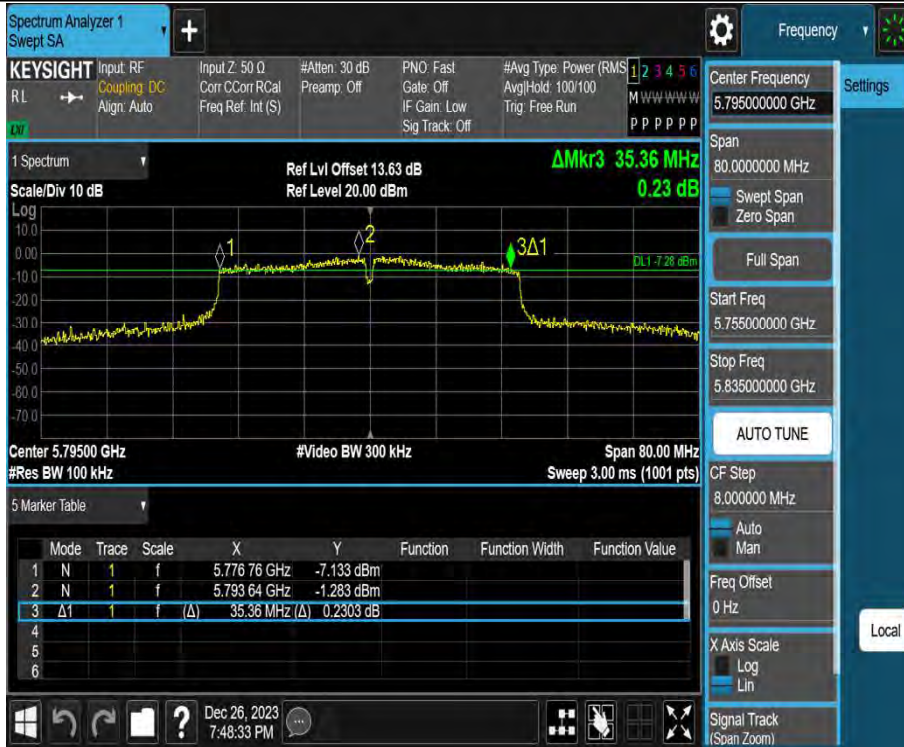 Spectrum Analyzer 1
Swept SA
+
Frequency
KEYSIGHT
RL
LXI
Input: RF
Coupling: DC
Align: Auto
Input Z: 50 Ω
Corr CCorr RCal
Freq Ref: Int (S)
#Atten: 30 dB
Preamp: Off
PNO: Fast
Gate: Off
IF Gain: Low
Sig Track: Off
#Avg Type: Power (RMS
Avg|Hold: 100/100
Trig: Free Run
1 2 3 4 5 6
M W W W W W
P P P P P P
1 Spectrum
Scale/Div 10 dB
Ref Lvl Offset 13.63 dB
Ref Level 20.00 dBm
ΔMkr3 35.36 MHz
0.23 dB
Log
10.0
0.00
-10.0
-20.0
-30.0
-40.0
-50.0
-60.0
-70.0
1
2
3Δ1
DL1 -7.28 dBm
Center 5.79500 GHz
#Res BW 100 kHz
#Video BW 300 kHz
Span 80.00 MHz
Sweep 3.00 ms (1001 pts)
5 Marker Table
Mode Trace Scale X Y Function Function Width Function Value
1 N 1 f 5.776 76 GHz -7.133 dBm
2 N 1 f 5.793 64 GHz -1.283 dBm
3 Δ1 1 f (Δ) 35.36 MHz (Δ) 0.2303 dB
4
5
6
?
Dec 26, 2023
7:48:33 PM
Center Frequency
5.795000000 GHz
Settings
Span
80.0000000 MHz
Swept Span
Zero Span
Full Span
Start Freq
5.755000000 GHz
Stop Freq
5.835000000 GHz
AUTO TUNE
CF Step
8.000000 MHz
Auto
Man
Freq Offset
0 Hz
Local
X Axis Scale
Log
Lin
Signal Track
(Span Zoom)